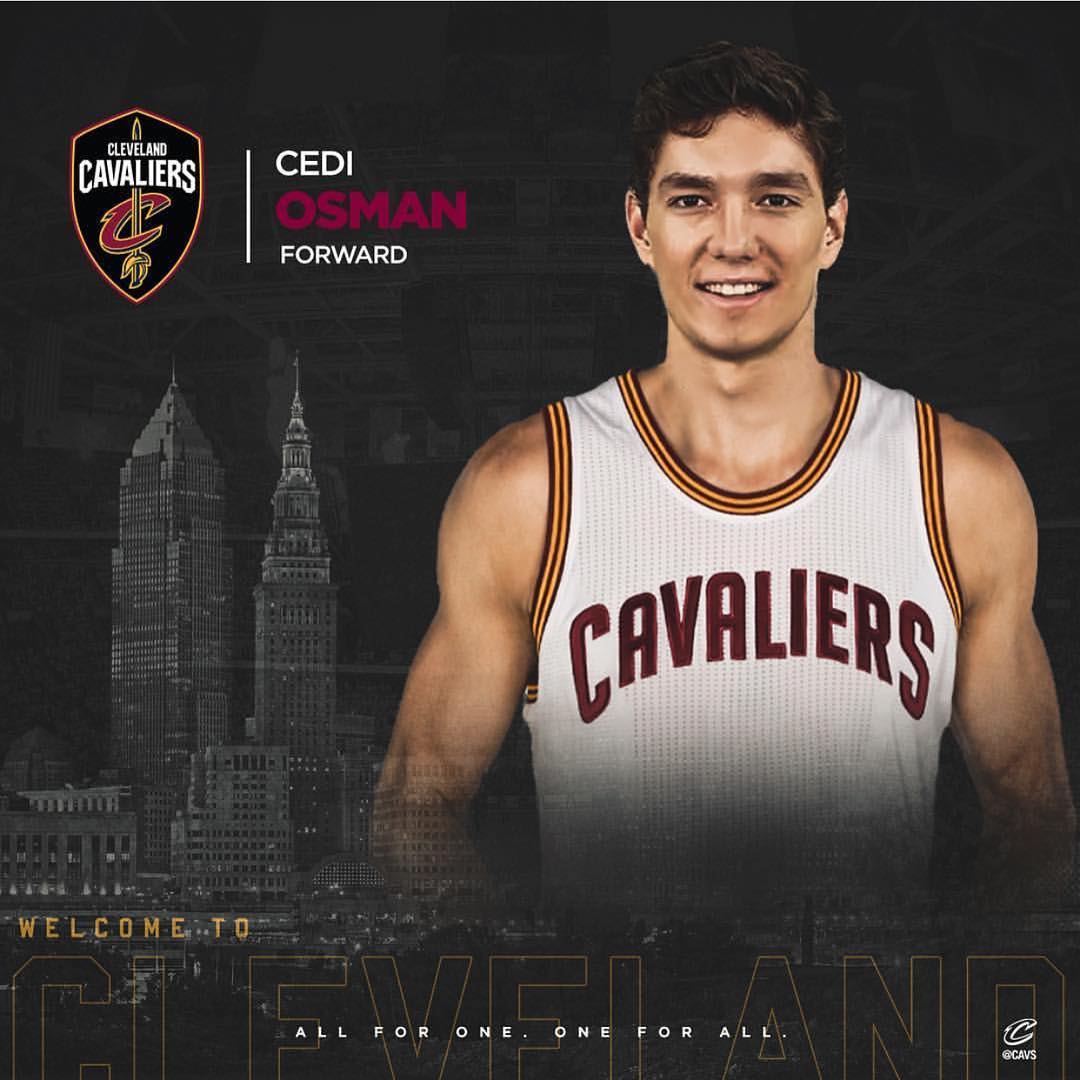 CLEVELAND
CAVALIERS
C
CEDI
OSMAN
FORWARD
CAVALIERS
WELCOME TO
CLEVELAND
ALL FOR ONE. ONE FOR ALL.
C
@CAVS